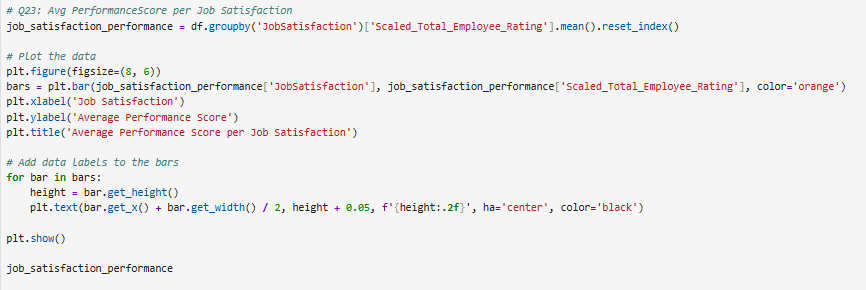 # Q23: Avg PerformanceScore per Job Satisfaction
job_satisfaction_performance = df.groupby('JobSatisfaction')['Scaled_Total_Employee_Rating'].mean().reset_index()

# Plot the data
plt.figure(figsize=(8, 6))
bars = plt.bar(job_satisfaction_performance['JobSatisfaction'], job_satisfaction_performance['Scaled_Total_Employee_Rating'], color='orange')
plt.xlabel('Job Satisfaction')
plt.ylabel('Average Performance Score')
plt.title('Average Performance Score per Job Satisfaction')

# Add data labels to the bars
for bar in bars:
    height = bar.get_height()
    plt.text(bar.get_x() + bar.get_width() / 2, height + 0.05, f'{height:.2f}', ha='center', color='black')

plt.show()

job_satisfaction_performance